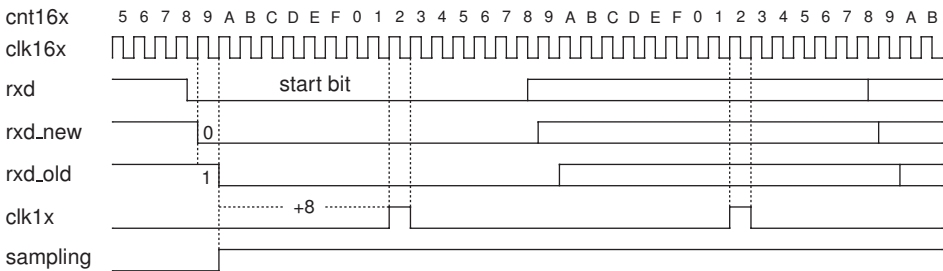 cnt16x 5 6 7 8 9 A B C D E F 0 1 2 3 4 5 6 7 8 9 A B C D E F 0 1 2 3 4 5 6 7 8 9 A B
clk16x
rxd start bit
rxd_new 0
rxd_old 1
clk1x +8
sampling